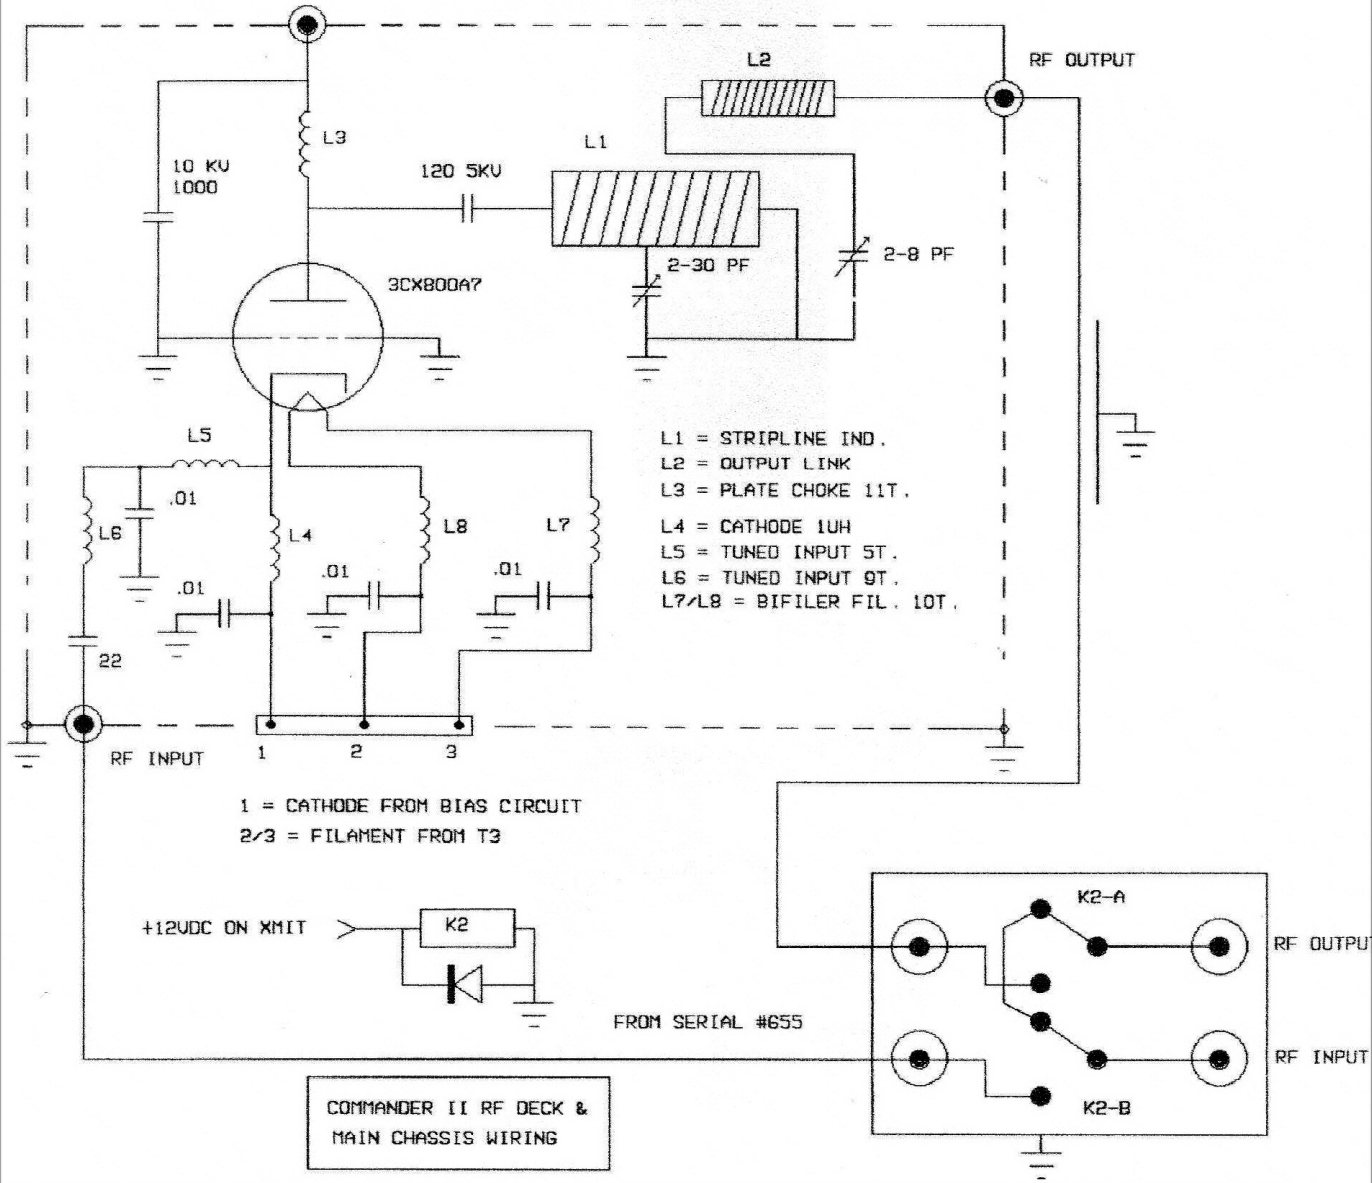 L2
RF OUTPUT
L3
L1
10 KV
1000
120 5KV
2-30 PF
2-8 PF
3CX800A7
L5
L1 = STRIPLINE IND.
L2 = OUTPUT LINK
L3 = PLATE CHOKE 11T.
L4 = CATHODE 1UH
L5 = TUNED INPUT 5T.
L6 = TUNED INPUT 9T.
L7/L8 = BIFILER FIL. 10T.
.01
L6
L4
L8
L7
.01
.01
.01
22
RF INPUT
1
2
3
1 = CATHODE FROM BIAS CIRCUIT
2/3 = FILAMENT FROM T3
+12VDC ON XMIT
K2
K2-A
RF OUTPUT
FROM SERIAL #655
RF INPUT
K2-B
COMMANDER II RF DECK &
MAIN CHASSIS WIRING